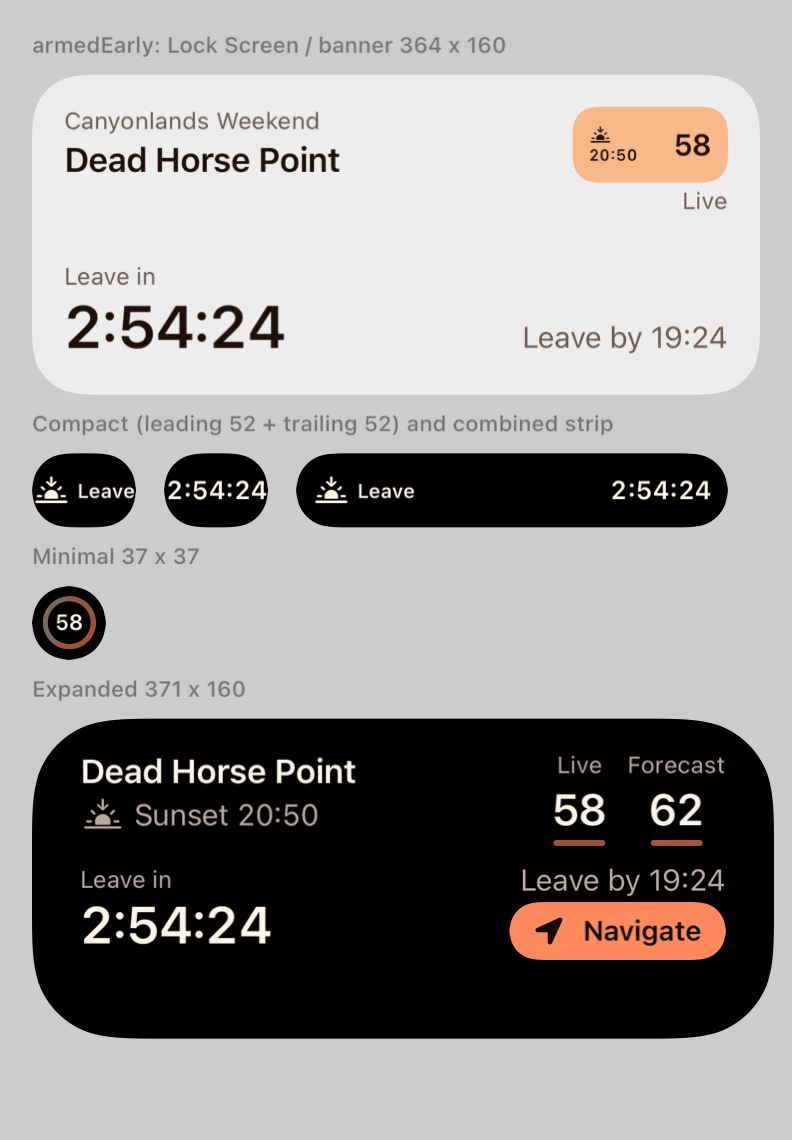 armedEarly: Lock Screen / banner 364 x 160
Canyonlands Weekend
Dead Horse Point
20:50
58
Live
Leave in
2:54:24
Leave by 19:24
Compact (leading 52 + trailing 52) and combined strip
Leave
2:54:24
Leave
2:54:24
Minimal 37 x 37
58
Expanded 371 x 160
Dead Horse Point
Sunset 20:50
Live
Forecast
58
62
Leave in
2:54:24
Leave by 19:24
Navigate